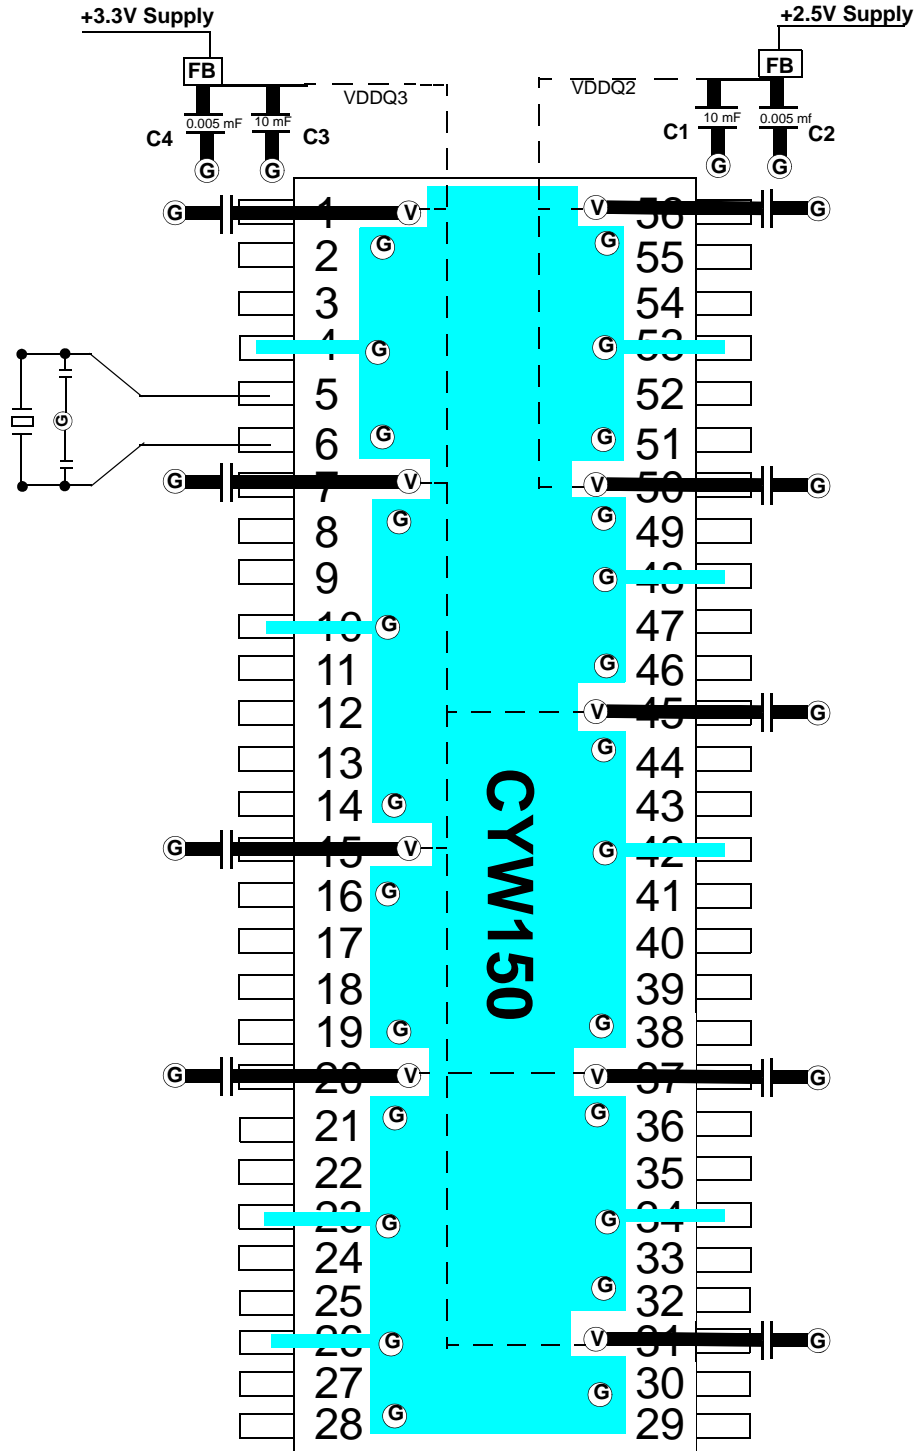 +3.3V Supply
+2.5V Supply
FB
FB
VDDQ3
VDDQ2
C4
0.005 mF
10 mF
C3
C1
10 mF
0.005 mf
C2
G
G
G
G
G
1
V
V
56
G
2
G
G
55
3
54
4
G
G
53
5
52
G
6
G
G
51
G
7
V
V
50
G
8
G
G
49
9
G
48
10
G
47
11
G
46
12
V
45
G
13
G
44
14
G
43
G
15
V
G
42
16
G
41
17
40
18
39
19
G
G
38
G
20
V
V
37
G
21
G
G
36
22
35
23
G
G
34
24
33
25
G
32
26
G
V
31
G
27
G
30
28
G
29
CYW150